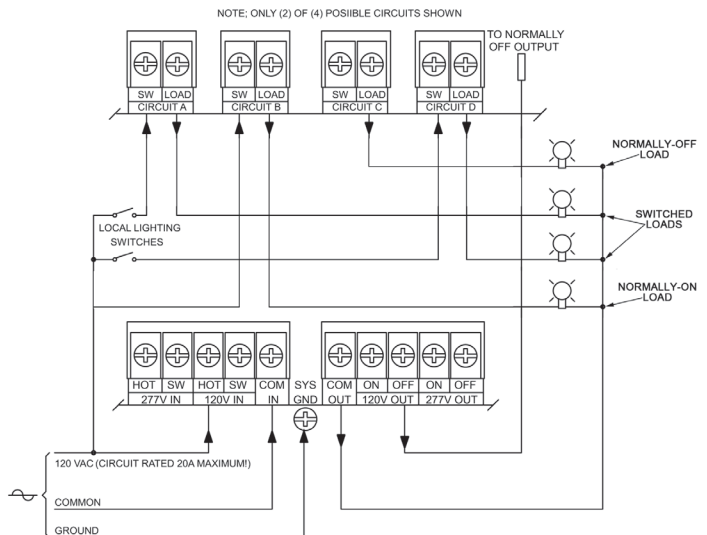 NOTE; ONLY (2) OF (4) POSIIBLE CIRCUITS SHOWN
TO NORMALLY
OFF OUTPUT
SW LOAD
CIRCUIT A
SW LOAD
CIRCUIT B
SW LOAD
CIRCUIT C
SW LOAD
CIRCUIT D
NORMALLY-OFF
LOAD
LOCAL LIGHTING
SWITCHES
SWITCHED
LOADS
NORMALLY-ON
LOAD
HOT SW HOT SW COM SYS COM ON OFF ON OFF
277V IN 120V IN IN GND OUT 120V OUT 277V OUT
120 VAC (CIRCUIT RATED 20A MAXIMUM!)
COMMON
GROUND